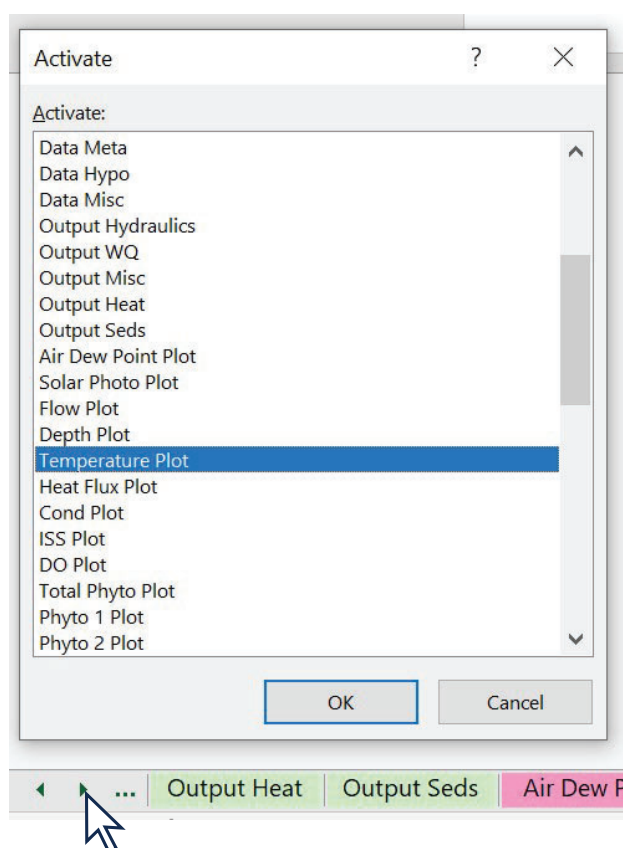 Activate ?
Activate:
Data Meta
Data Hypo
Data Misc
Output Hydraulics
Output WQ
Output Misc
Output Heat
Output Seds
Air Dew Point Plot
Solar Photo Plot
Flow Plot
Depth Plot
Temperature Plot
Heat Flux Plot
Cond Plot
ISS Plot
DO Plot
Total Phyto Plot
Phyto 1 Plot
Phyto 2 Plot
OK Cancel
... Output Heat Output Seds Air Dew P